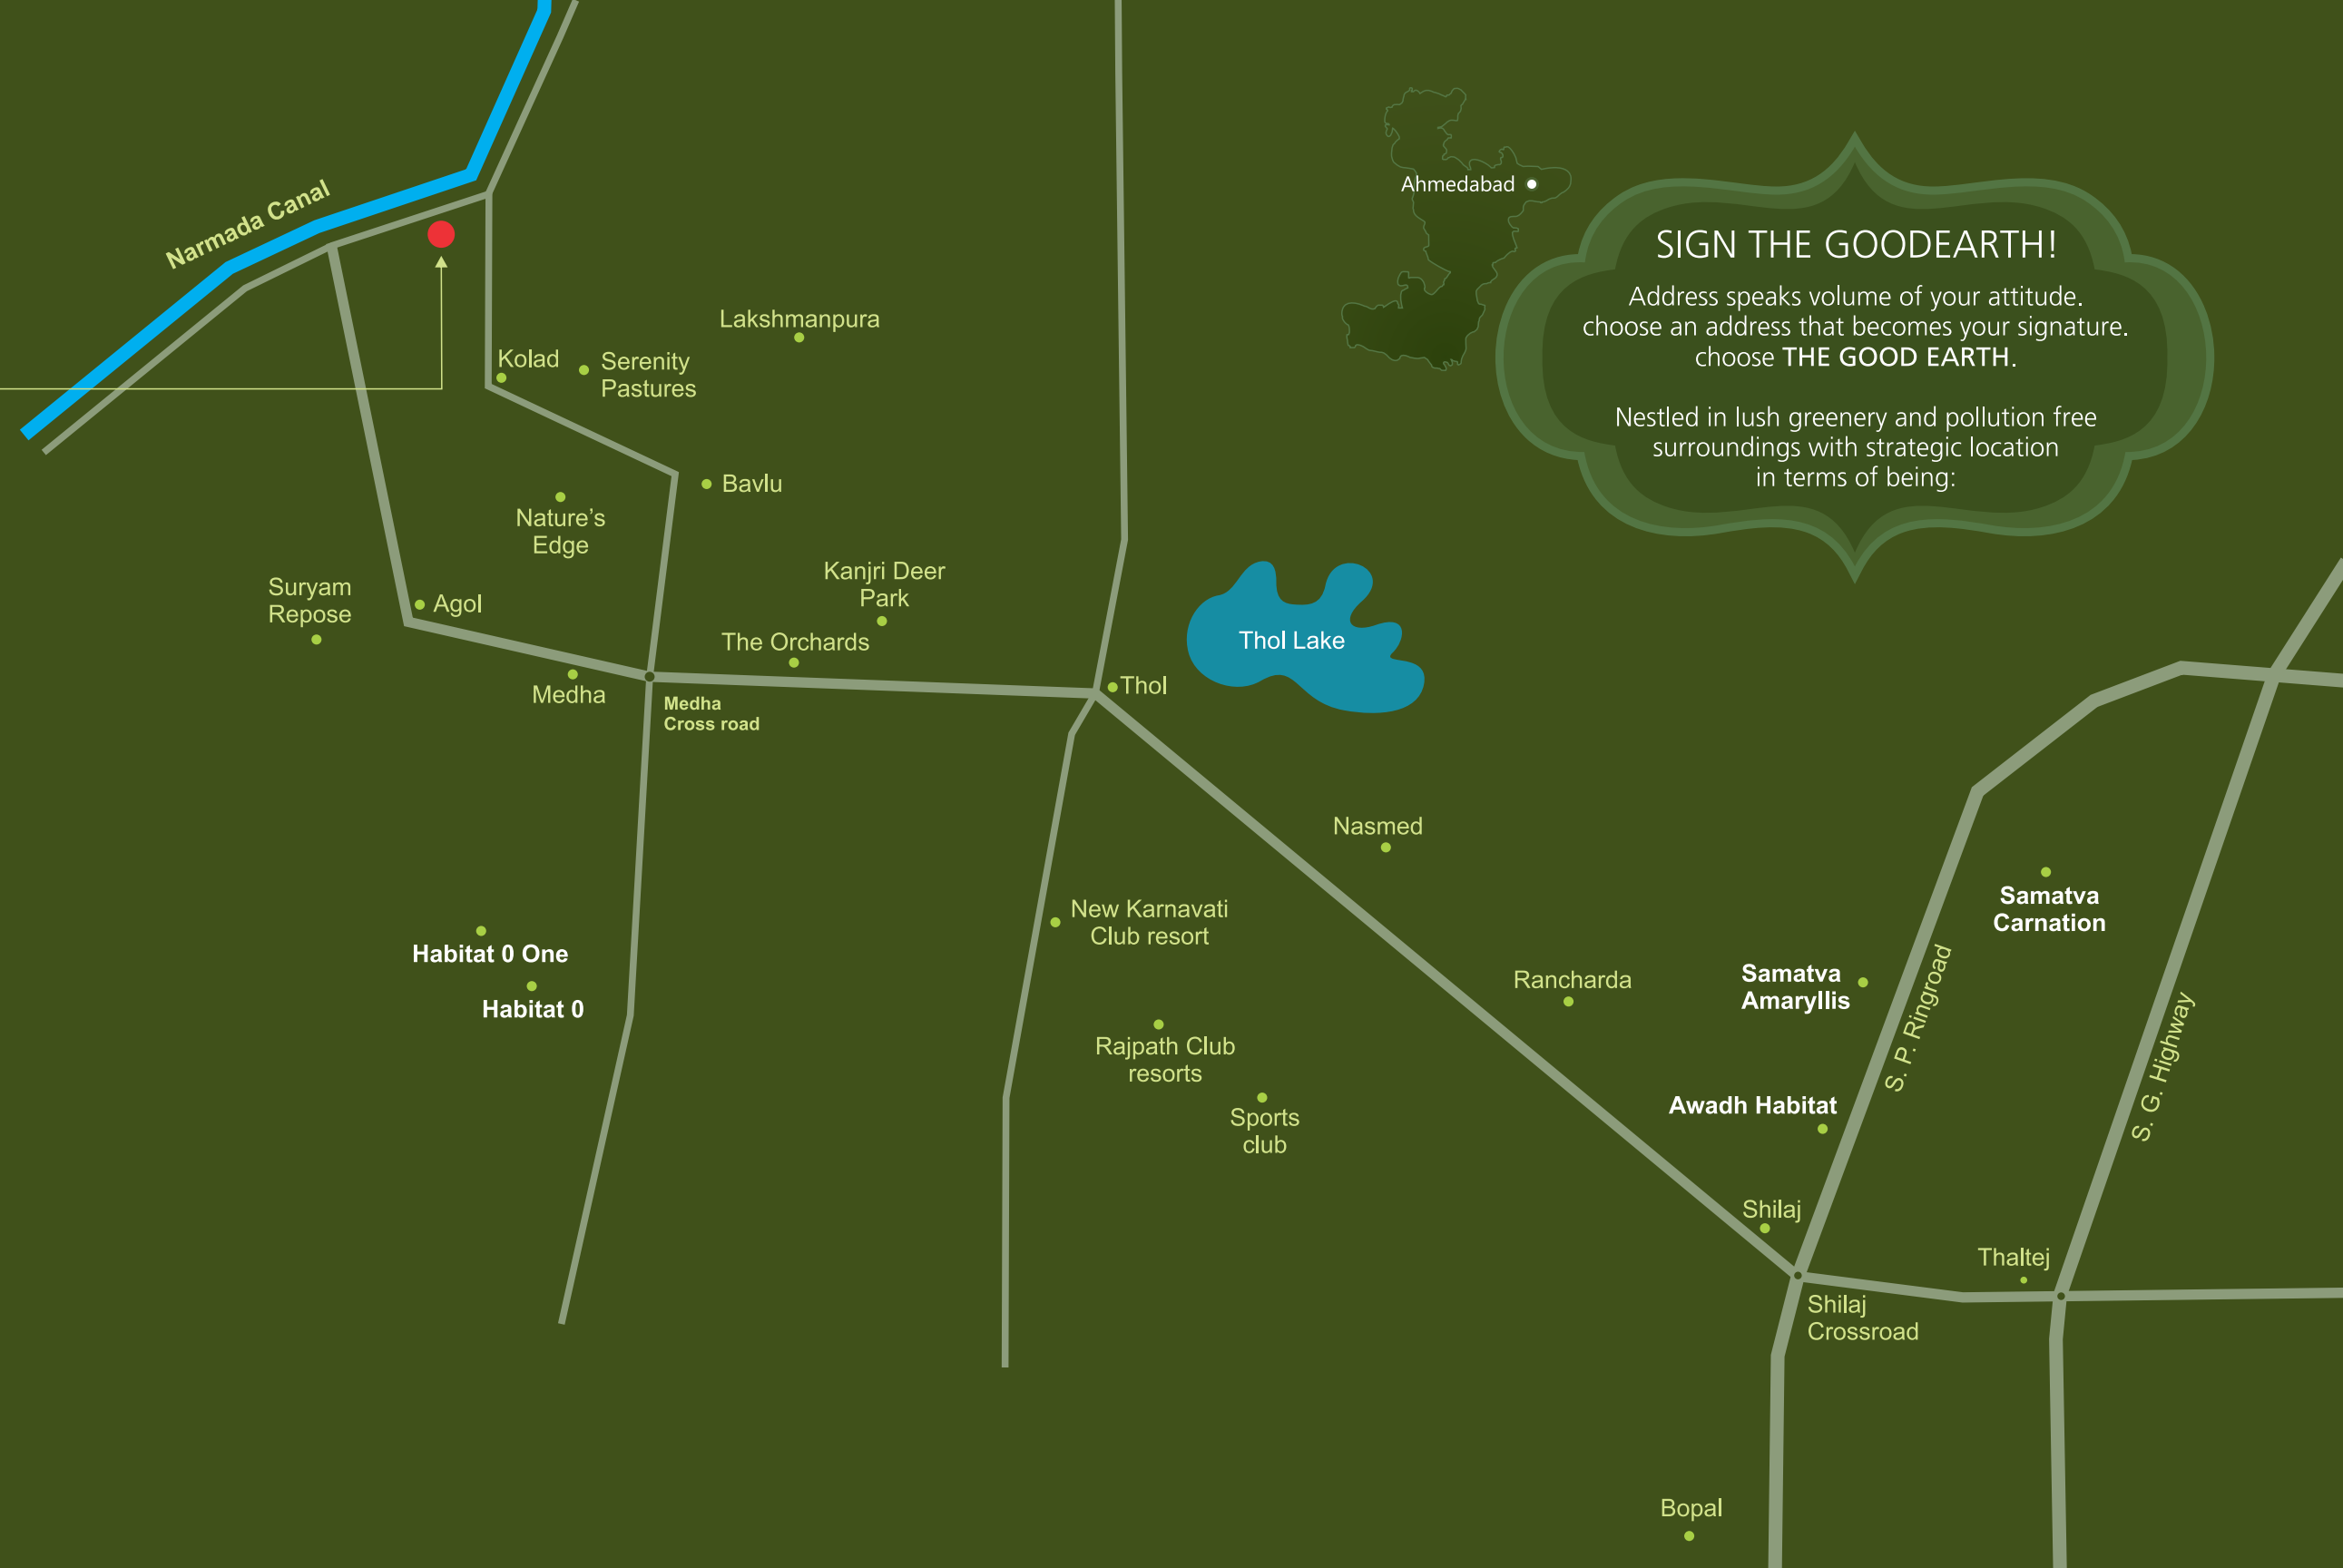 Narmada Canal
Ahmedabad
SIGN THE GOODEARTH!
Address speaks volume of your attitude.
choose an address that becomes your signature.
choose THE GOOD EARTH.
Nestled in lush greenery and pollution free
surroundings with strategic location
in terms of being:
Lakshmanpura
Kolad
Serenity
Pastures
Bavlu
Nature's
Edge
Kanjri Deer
Park
Suryam
Repose
Agol
The Orchards
Thol Lake
Medha
Thol
Medha
Cross road
Nasmed
New Karnavati
Club resort
Samatva
Carnation
Habitat 0 One
Habitat 0
Rancharda
Samatva
Amaryllis
S. P. Ringroad
S. G. Highway
Rajpath Club
resorts
Sports
club
Awadh Habitat
Shilaj
Thaltej
Shilaj
Crossroad
Bopal